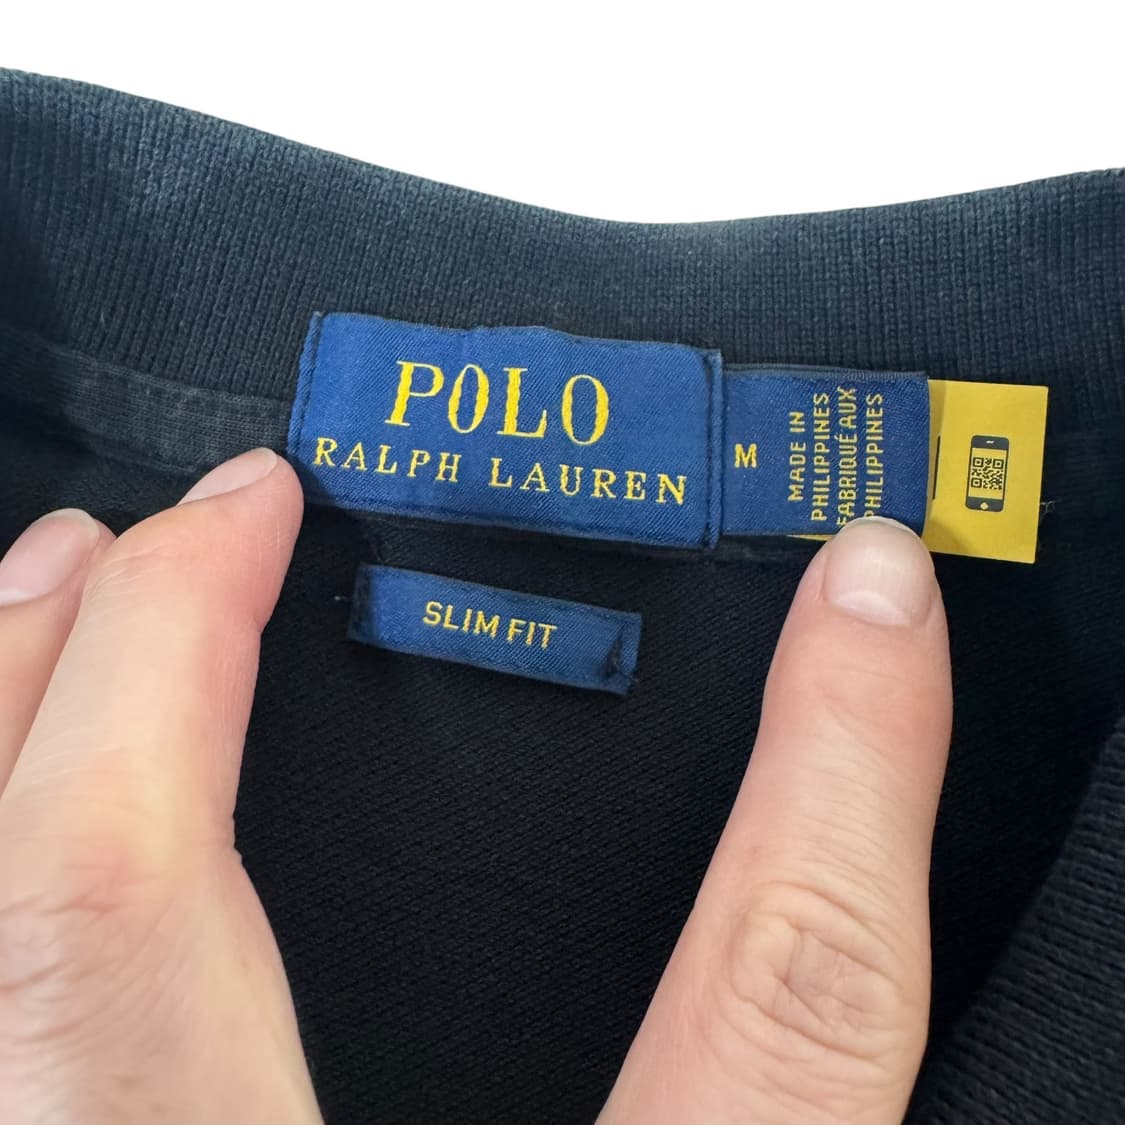 POLO
RALPH LAUREN
M
MADE IN
PHILIPPINES
FABRIQUÉ AUX
PHILIPPINES
SLIM FIT